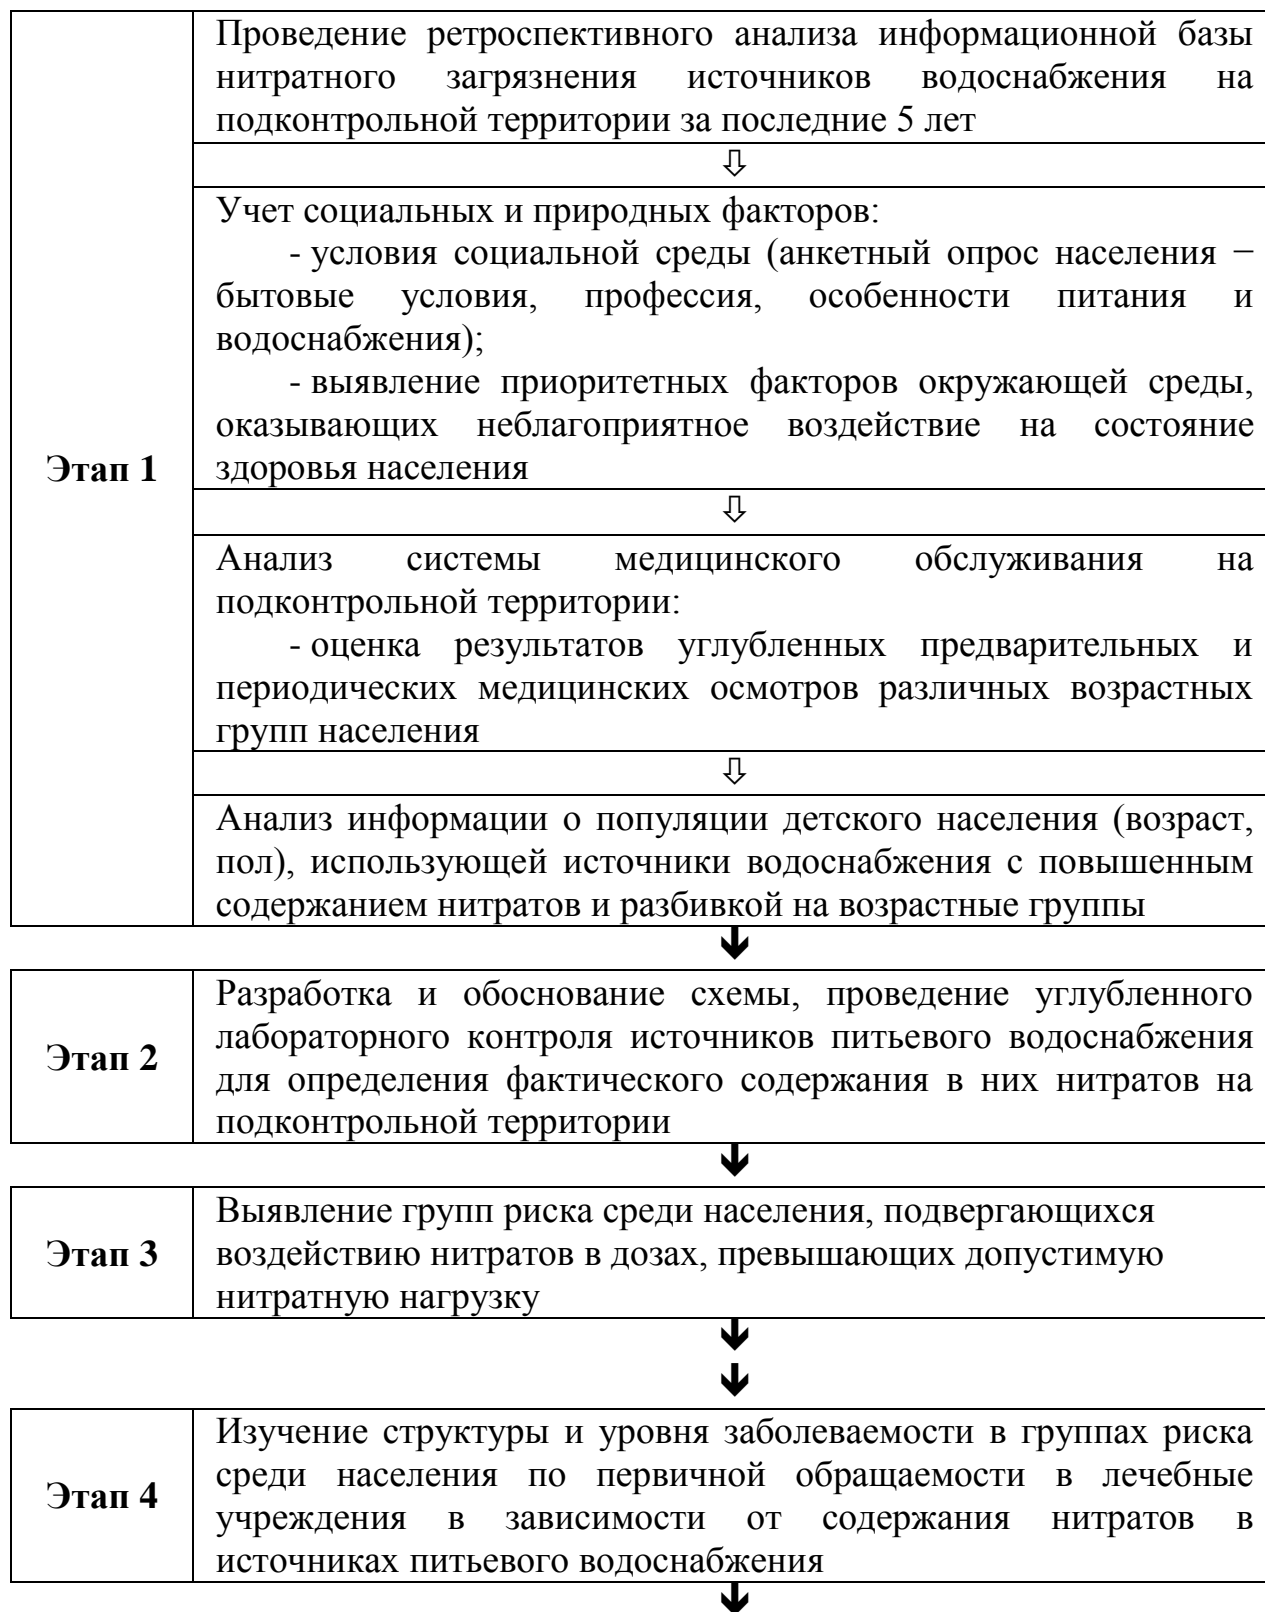 Проведение ретроспективного анализа информационной базы
нитратного загрязнения источников водоснабжения на
подконтрольной территории за последние 5 лет
⇩
Учет социальных и природных факторов:
- условия социальной среды (анкетный опрос населения −
бытовые условия, профессия, особенности питания и
водоснабжения);
- выявление приоритетных факторов окружающей среды,
оказывающих неблагоприятное воздействие на состояние
здоровья населения
Этап 1
⇩
Анализ системы медицинского обслуживания на
подконтрольной территории:
- оценка результатов углубленных предварительных и
периодических медицинских осмотров различных возрастных
групп населения
⇩
Анализ информации о популяции детского населения (возраст,
пол), использующей источники водоснабжения с повышенным
содержанием нитратов и разбивкой на возрастные группы
Этап 2
Разработка и обоснование схемы, проведение углубленного
лабораторного контроля источников питьевого водоснабжения
для определения фактического содержания в них нитратов на
подконтрольной территории
Этап 3
Выявление групп риска среди населения, подвергающихся
воздействию нитратов в дозах, превышающих допустимую
нитратную нагрузку
Этап 4
Изучение структуры и уровня заболеваемости в группах риска
среди населения по первичной обращаемости в лечебные
учреждения в зависимости от содержания нитратов в
источниках питьевого водоснабжения